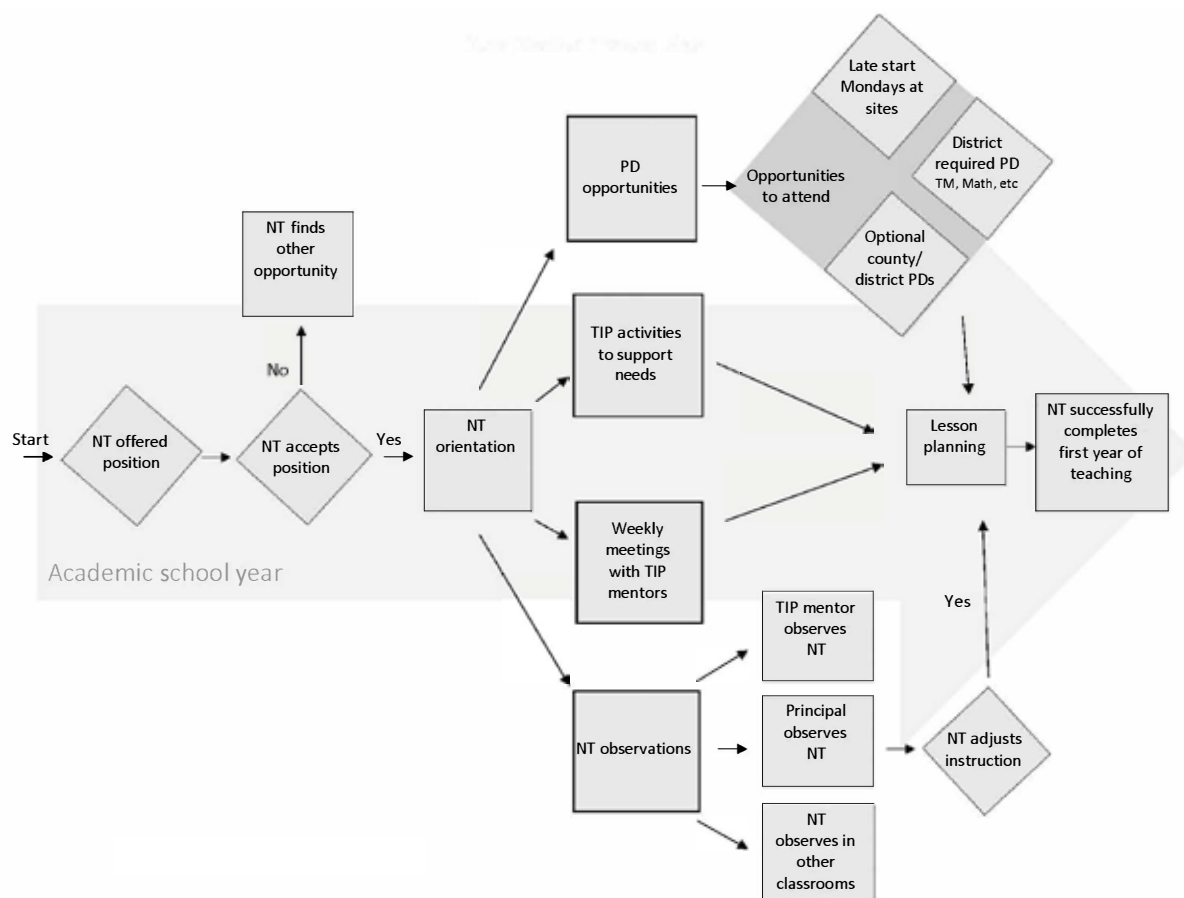 Late start
Mondays at
sites
District
required PD
TM, Math, etc
PD
opportunities
Opportunities
to attend
Optional
county/
district PDs
NT finds
other
opportunity
TIP activities
to support
needs
No
Start
NT offered
position
NT accepts
position
Yes
NT
orientation
Lesson
planning
NT successfully
completes
first year of
teaching
Weekly
meetings
with TIP
mentors
Academic school year
Yes
TIP mentor
observes
NT
NT observations
Principal
observes
NT
NT adjusts
instruction
NT
observes in
other
classrooms